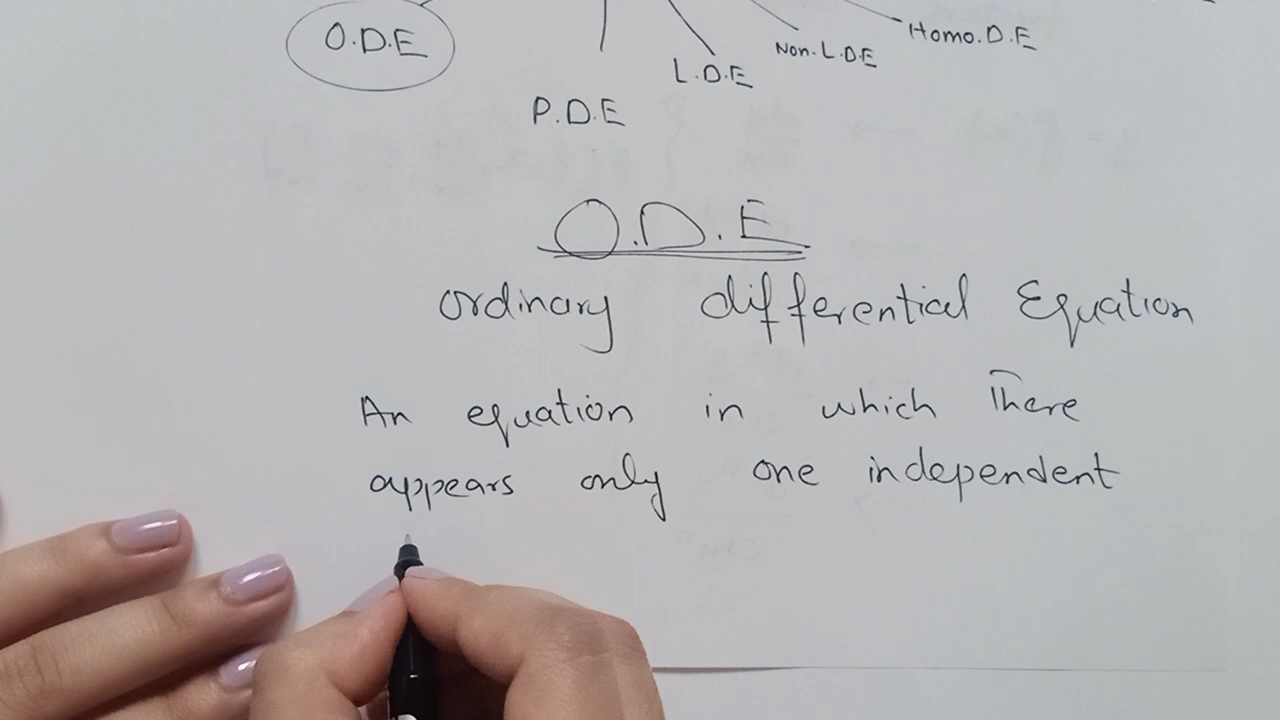 O.D.E
Homo.D.E
Non.L.D.E
L.D.E
P.D.E
O.D.E
ordinary differential Equation
An equation in which There
appears only one independent